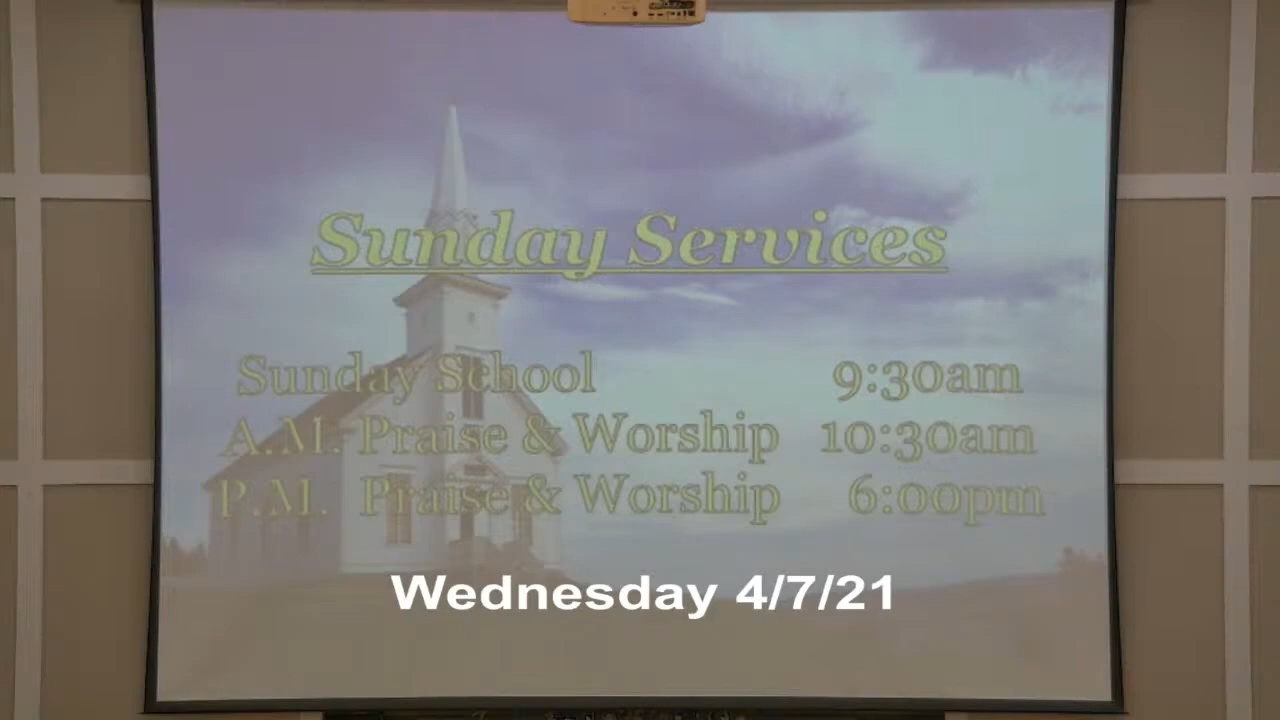 Sunday Services
Sunday School 9:30am
A.M. Praise & Worship 10:30am
P.M. Praise & Worship 6:00pm
Wednesday 4/7/21